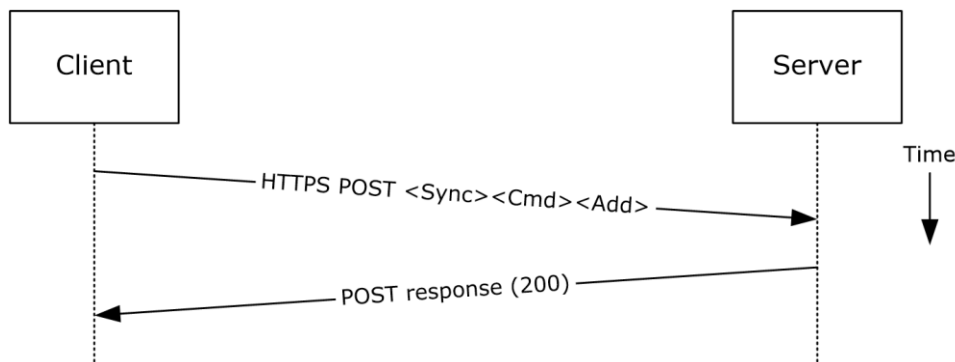 Client
Server
Time
HTTPS POST <Sync><Cmd><Add>
POST response (200)